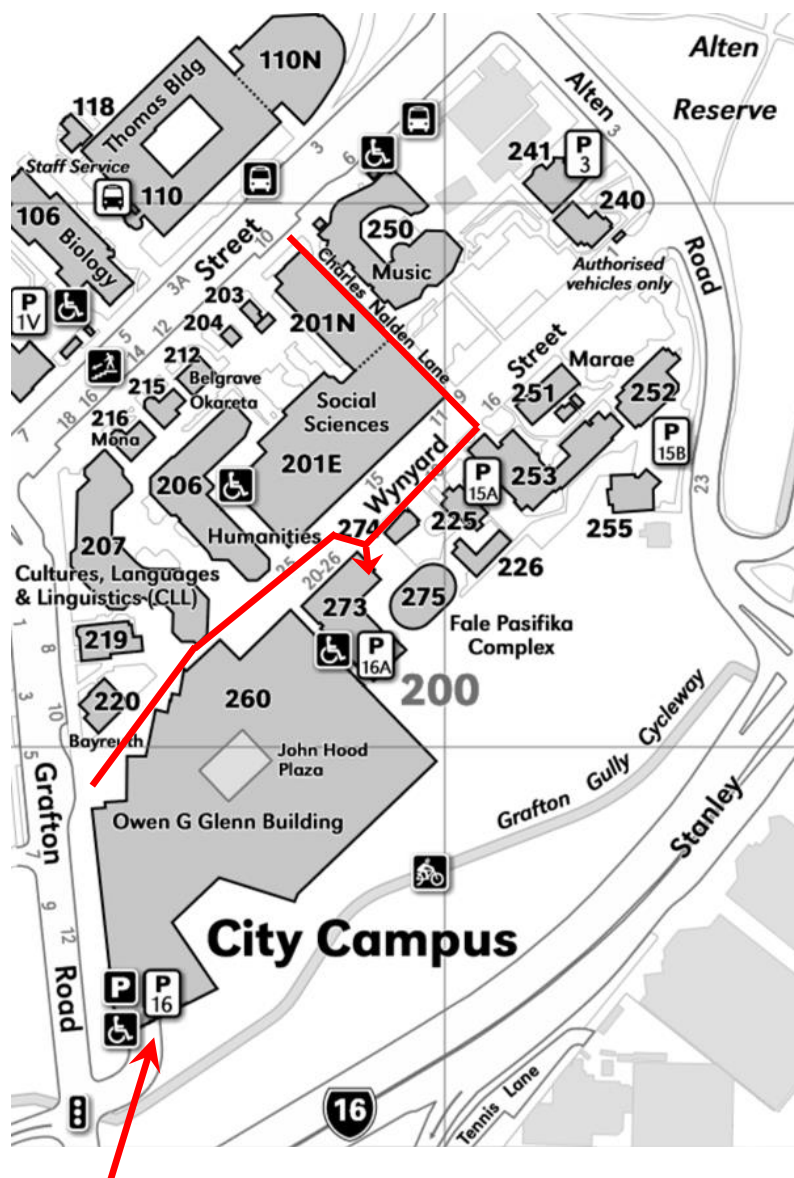 110N
Alten
Reserve
118
Thomas Bldg
Alten
3
Staff Service
3
6
241
P
3
110
240
106
Biology
Street
10
250
Music
Authorised
vehicles only
1
Road
P
1V
3A
203
201N
Charles Nalden Lane
5
12
204
14
212
Belgrave
Street
Marae
16
215
Okareta
Social
Sciences
9
16
251
252
18
216
Mona
11
7
P
15B
206
201E
15
Wynyard
P
15A
253
23
274
225
255
207
Humanities
25
20-26
226
Cultures, Languages
& Linguistics (CLL)
273
275
Fale Pasifika
Complex
1
219
8
P
16A
200
3
220
10
260
Bayreuth
Grafton Gully Cycleway
5
John Hood
Plaza
Grafton
Owen G Glenn Building
Stanley
7
9
12
City Campus
Road
P
P
16
16
Tennis Lane